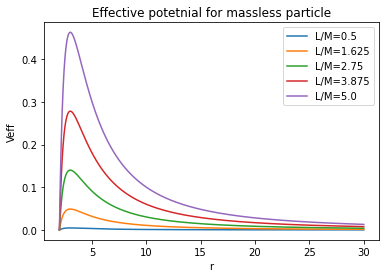 Effective potetnial for massless particle
L/M=0.5
L/M=1.625
L/M=2.75
L/M=3.875
L/M=5.0
Veff
0.4
0.3
0.2
0.1
0.0
5
10
15
20
25
30
r